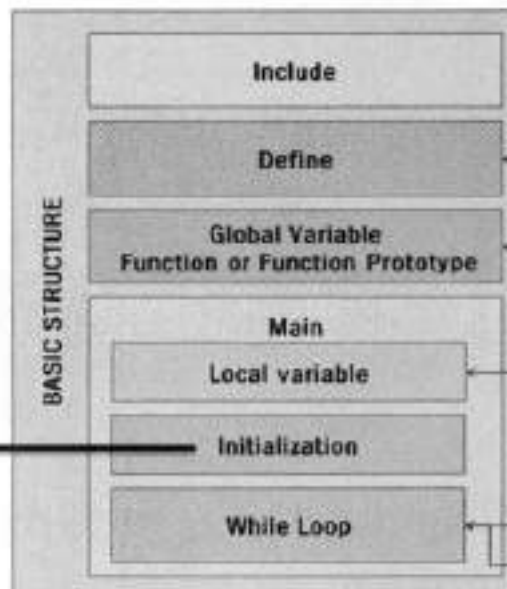 BASIC STRUCTURE
Include
Define
Global Variable
Function or Function Prototype
Main
Local variable
Initialization
While Loop